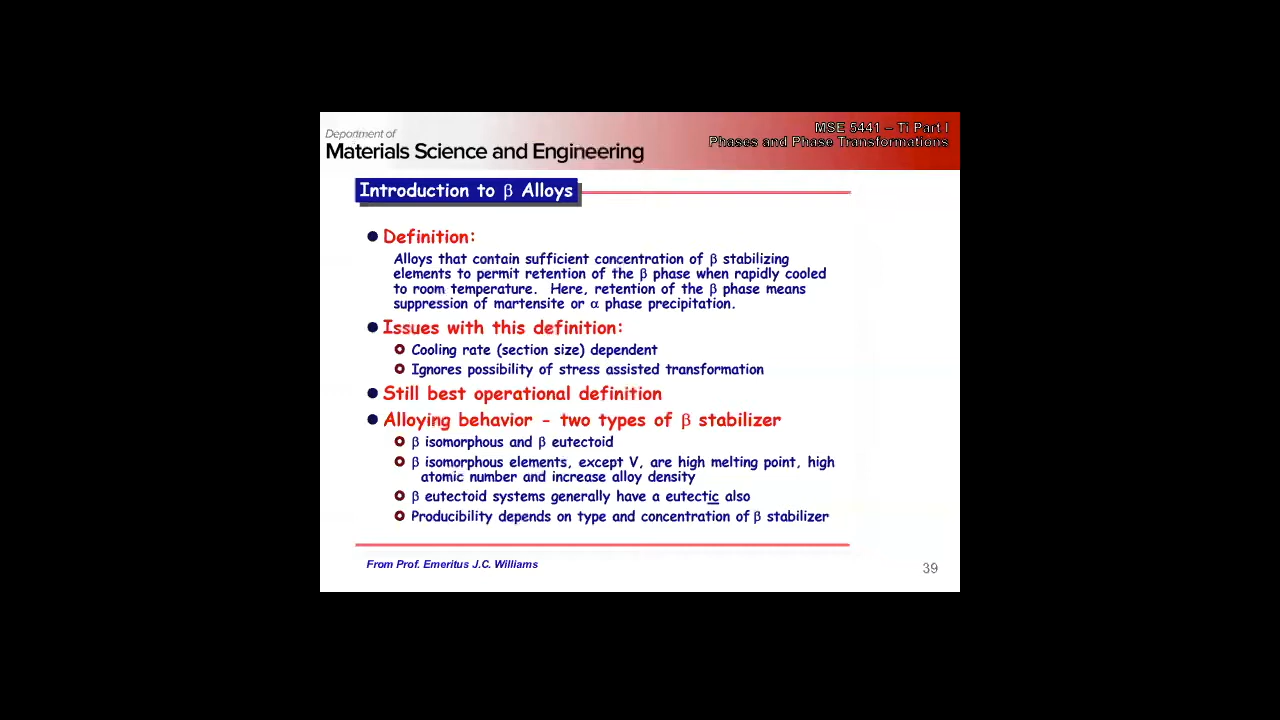 Department of
Materials Science and Engineering
MSE 5441 – Ti Part I
Phases and Phase Transformations
Introduction to β Alloys
Definition:
Alloys that contain sufficient concentration of β stabilizing
elements to permit retention of the β phase when rapidly cooled
to room temperature. Here, retention of the β phase means
suppression of martensite or α phase precipitation.
Issues with this definition:
Cooling rate (section size) dependent
Ignores possibility of stress assisted transformation
Still best operational definition
Alloying behavior - two types of β stabilizer
β isomorphous and β eutectoid
β isomorphous elements, except V, are high melting point, high
atomic number and increase alloy density
β eutectoid systems generally have a eutectic also
Producibility depends on type and concentration of β stabilizer
From Prof. Emeritus J.C. Williams
39